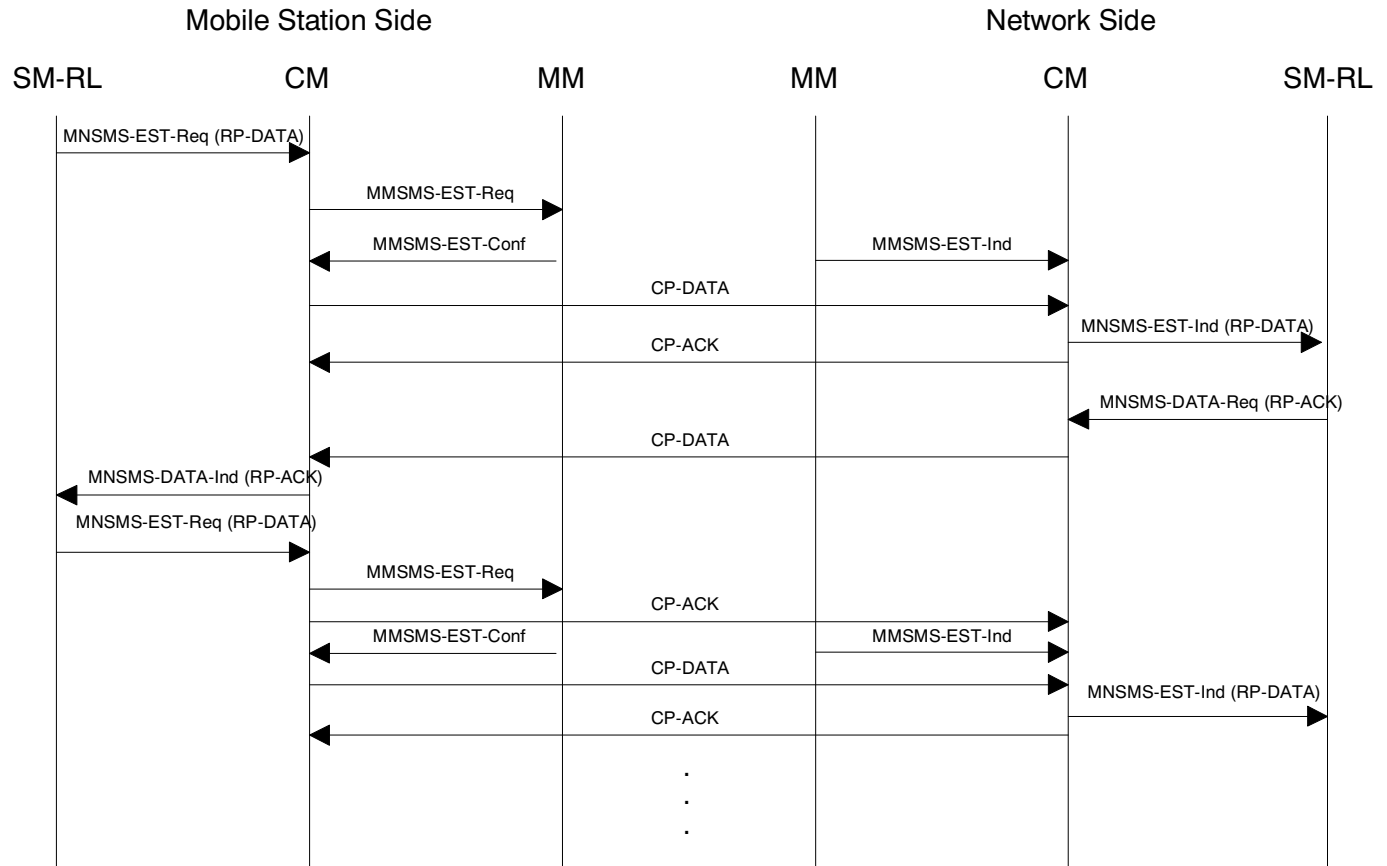 Mobile Station Side Network Side
SM-RL CM MM MM CM SM-RL
MNSMS-EST-Req (RP-DATA)
MMSMS-EST-Req
MMSMS-EST-Conf MMSMS-EST-Ind
CP-DATA
MNSMS-EST-Ind (RP-DATA)
CP-ACK
MNSMS-DATA-Req (RP-ACK)
CP-DATA
MNSMS-DATA-Ind (RP-ACK)
MNSMS-EST-Req (RP-DATA)
MMSMS-EST-Req
CP-ACK
MMSMS-EST-Conf MMSMS-EST-Ind
CP-DATA
MNSMS-EST-Ind (RP-DATA)
CP-ACK
.
.
.